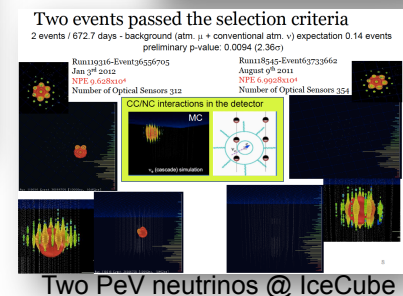 Two events passed the selection criteria
2 events / 672.7 days - background (atm. μ + conventional atm. ν) expectation 0.14 events
preliminary p-value: 0.0094 (2.36σ)
Run119316-Event36556705
Jan 3rd 2012
NPE 9.628x10⁴
Number of Optical Sensors 312
Run118545-Event63733662
August 9th 2011
NPE 6.9928x10⁴
Number of Optical Sensors 354
CC/NC interactions in the detector
MC
(cascade) simulation
8
Two PeV neutrinos @ IceCube